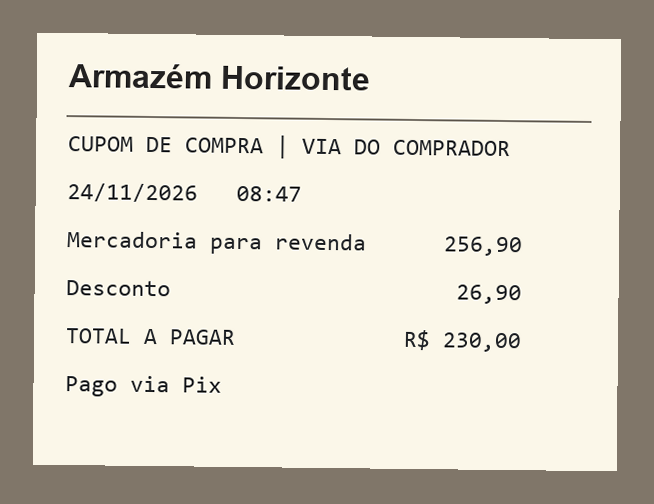 Armazém Horizonte
CUPOM DE COMPRA | VIA DO COMPRADOR
24/11/2026 08:47
Mercadoria para revenda 256,90
Desconto 26,90
TOTAL A PAGAR R$ 230,00
Pago via Pix